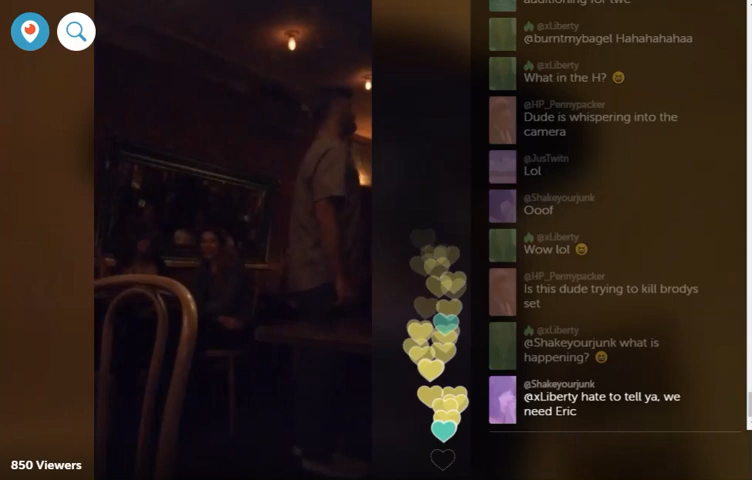 additioning for twc
@xLiberty
@burntmybagel Hahahahahaa
@xLiberty
What in the H?
@HP_Pennypacker
Dude is whispering into the
camera
@JusTwitn
Lol
@Shakeyourjunk
Ooof
@xLiberty
Wow lol
@HP_Pennypacker
Is this dude trying to kill brodys
set
@xLiberty
@Shakeyourjunk what is
happening?
@Shakeyourjunk
@xLiberty hate to tell ya, we
need Eric
850 Viewers